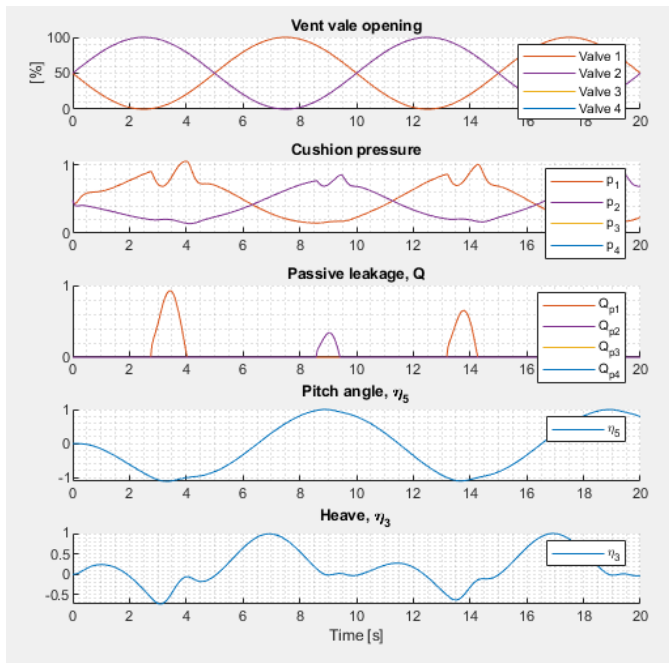 Vent vale opening
[%]
100
50
0
Valve 1
Valve 2
Valve 3
Valve 4
0 2 4 6 8 10 12 14 16 18 20
Cushion pressure
1
0
p1
p2
p3
p4
0 2 4 6 8 10 12 14 16 18 20
Passive leakage, Q
1
0
Qp1
Qp2
Qp3
Qp4
0 2 4 6 8 10 12 14 16 18 20
Pitch angle, η5
1
0
-1
η5
0 2 4 6 8 10 12 14 16 18 20
Heave, η3
1
0.5
0
-0.5
η3
0 2 4 6 8 10 12 14 16 18 20
Time [s]